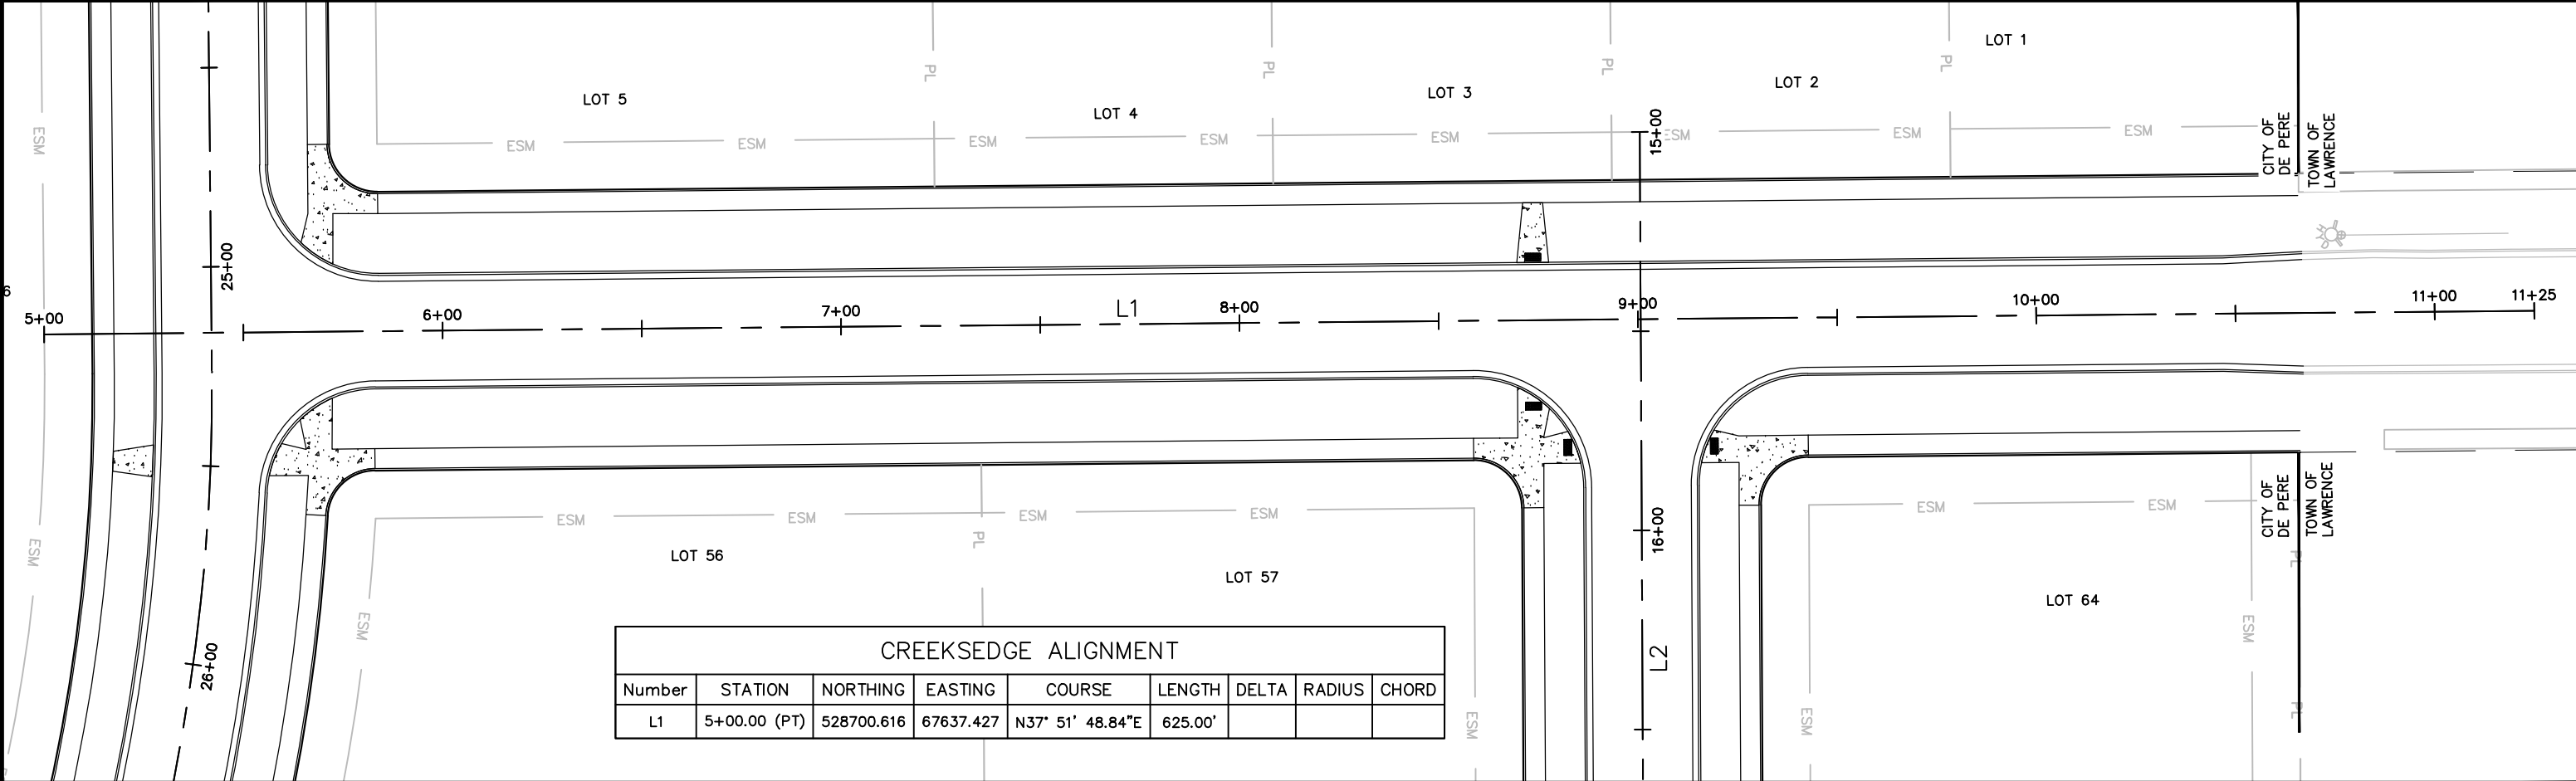 LOT 1
LOT 2
LOT 3
LOT 4
LOT 5
PL
PL
PL
PL
ESM
ESM
ESM
ESM
ESM
ESM
ESM
ESM
ESM
15+00
CITY OF
DE PERE
TOWN OF
LAWRENCE
25+00
6
5+00
6+00
7+00
L1
8+00
9+00
10+00
11+00
11+25
ESM
ESM
ESM
ESM
ESM
ESM
ESM
PL
16+00
CITY OF
DE PERE
TOWN OF
LAWRENCE
PL
LOT 56
LOT 57
LOT 64
ESM
ESM
26+00
L2
CREEKSEDGE ALIGNMENT
Number STATION NORTHING EASTING COURSE LENGTH DELTA RADIUS CHORD
L1 5+00.00 (PT) 528700.616 67637.427 N37° 51' 48.84"E 625.00'
ESM
ESM
PL